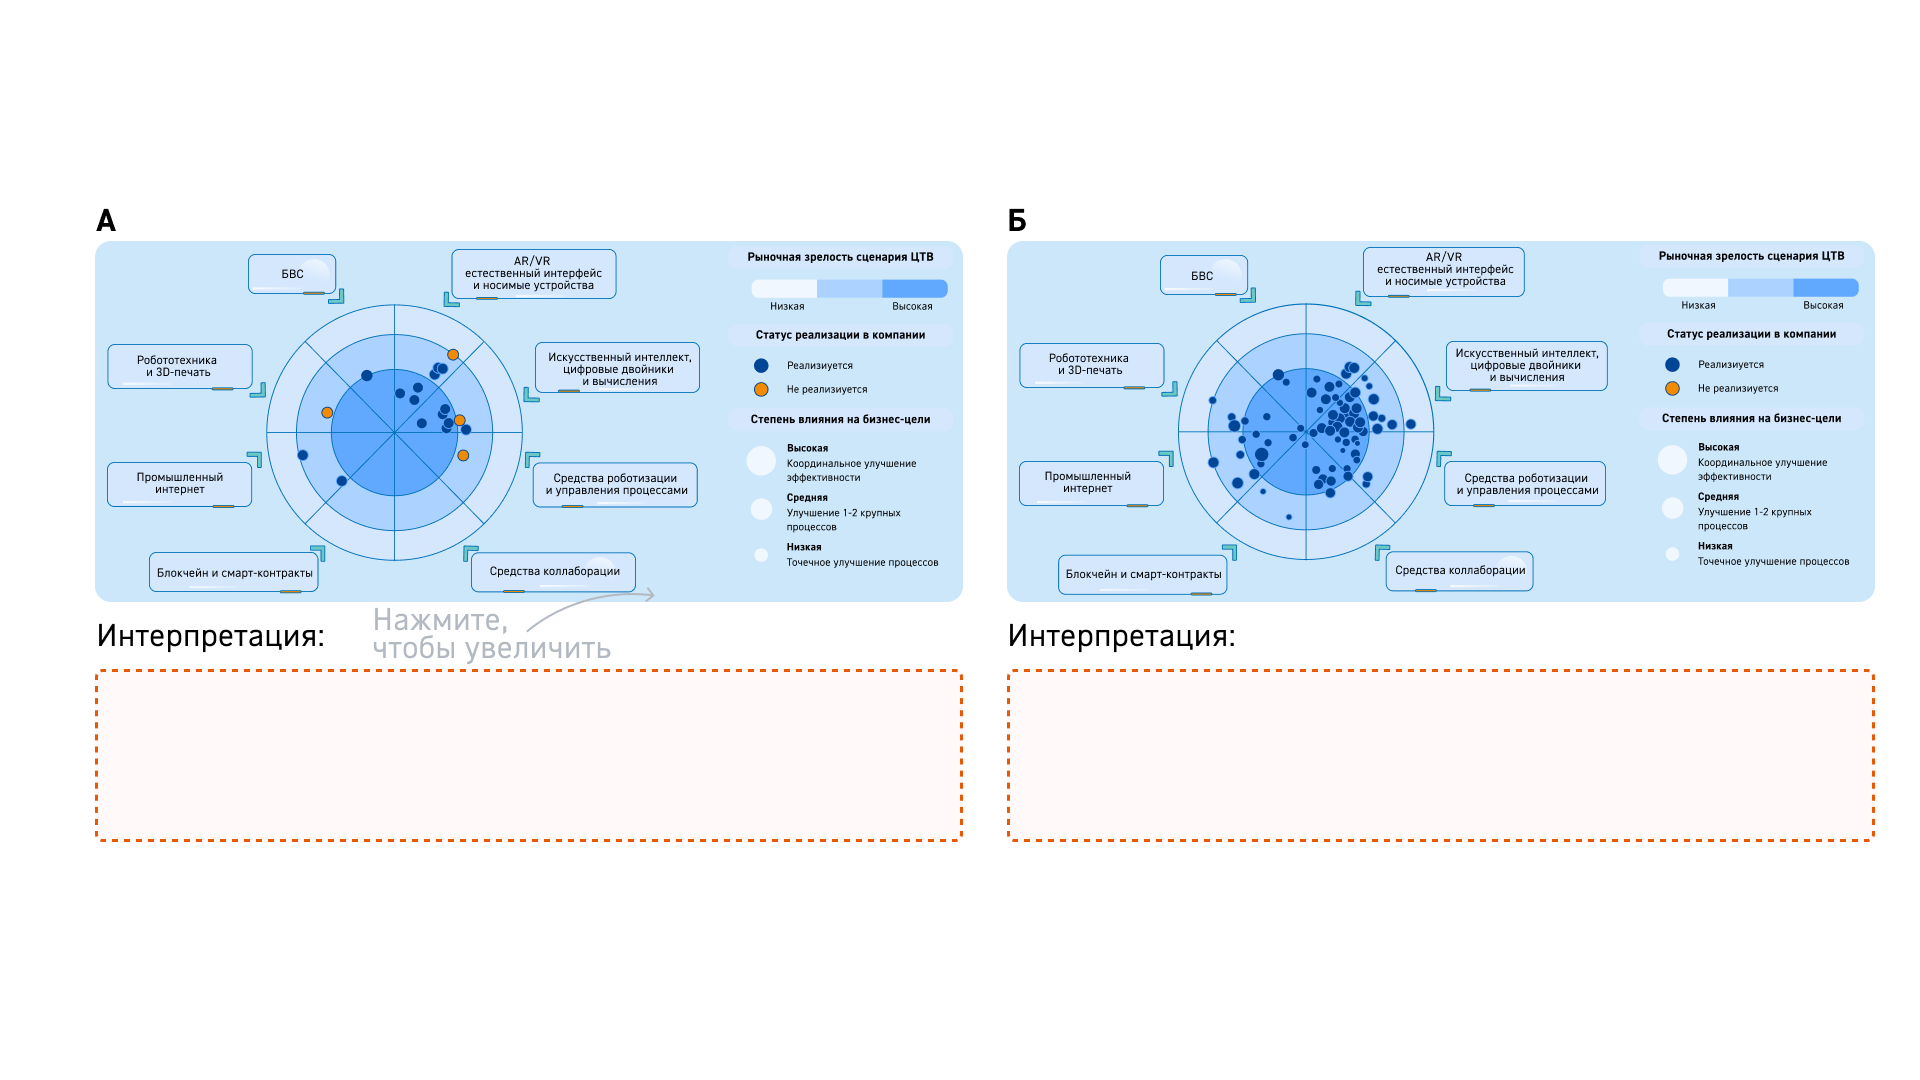 А
БВС
AR/VR
естественный интерфейс
и носимые устройства
Робототехника
и 3D-печать
Искусственный интеллект,
цифровые двойники
и вычисления
Промышленный
интернет
Средства роботизации
и управления процессами
Блокчейн и смарт-контракты
Средства коллаборации
Рыночная зрелость сценария ЦТВ
Низкая
Высокая
Статус реализации в компании
Реализиуется
Не реализиуется
Степень влияния на бизнес-цели
Высокая
Координальное улучшение
эффективности
Средняя
Улучшение 1-2 крупных
процессов
Низкая
Точечное улучшение процессов
Интерпретация:
Нажмите,
чтобы увеличить
Б
БВС
AR/VR
естественный интерфейс
и носимые устройства
Робототехника
и 3D-печать
Искусственный интеллект,
цифровые двойники
и вычисления
Промышленный
интернет
Средства роботизации
и управления процессами
Блокчейн и смарт-контракты
Средства коллаборации
Рыночная зрелость сценария ЦТВ
Низкая
Высокая
Статус реализации в компании
Реализиуется
Не реализиуется
Степень влияния на бизнес-цели
Высокая
Координальное улучшение
эффективности
Средняя
Улучшение 1-2 крупных
процессов
Низкая
Точечное улучшение процессов
Интерпретация: